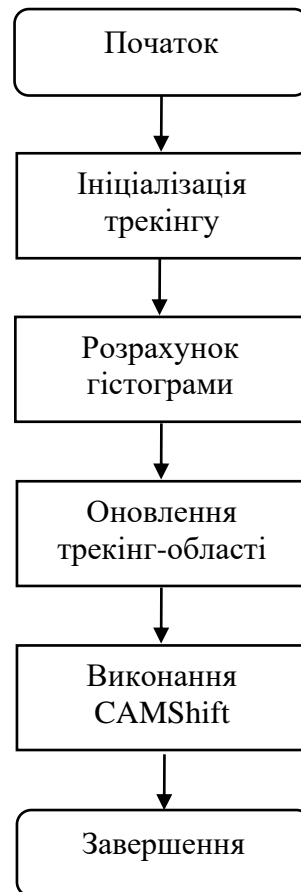 Початок
Ініціалізація
трекінгу
Розрахунок
гістограми
Оновлення
трекінг-області
Виконання
CAMShift
Завершення